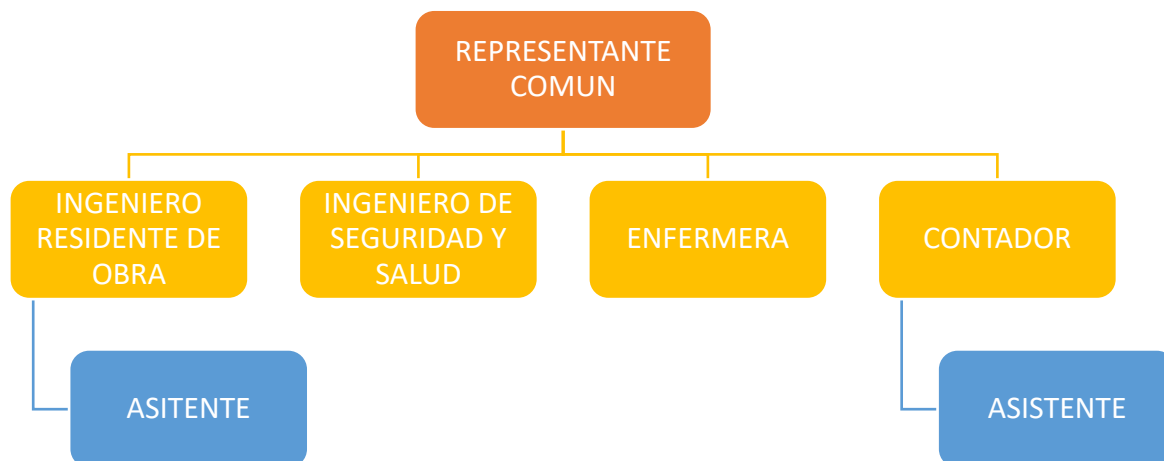 REPRESENTANTE
COMUN
INGENIERO
RESIDENTE DE
OBRA
INGENIERO DE
SEGURIDAD Y
SALUD
ENFERMERA
CONTADOR
ASITENTE
ASISTENTE